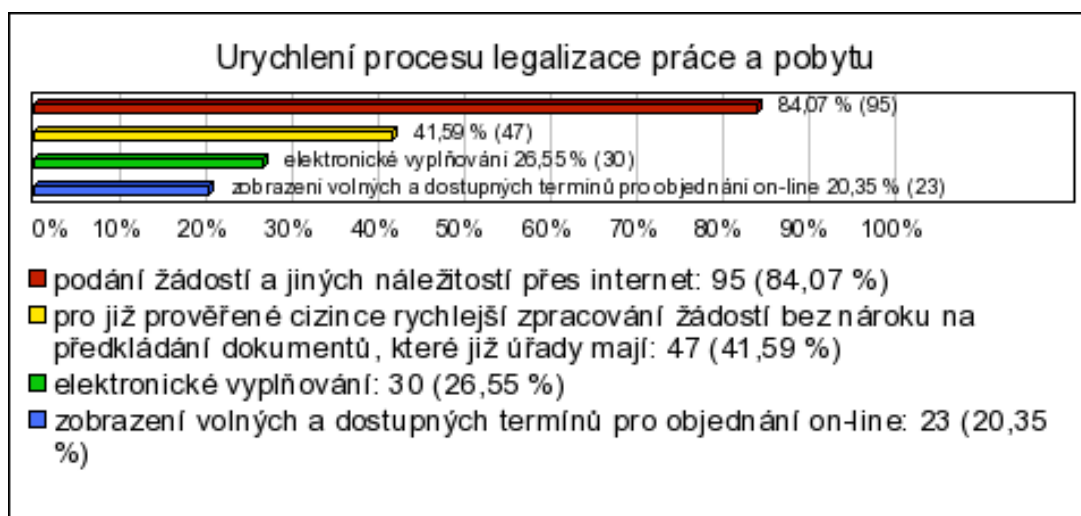 Urychlení procesu legalizace práce a pobytu
84,07 % (95)
41,59 % (47)
elektronické vyplňování 26,55 % (30)
zobrazení volných a dostupných termínů pro objednání on-line 20,35 % (23)
0% 10% 20% 30% 40% 50% 60% 70% 80% 90% 100%
podání žádostí a jiných náležitostí přes internet: 95 (84,07 %)
pro již prověřené cizince rychlejší zpracování žádostí bez nároku na
předkládání dokumentů, které již úřady mají: 47 (41,59 %)
elektronické vyplňování: 30 (26,55 %)
zobrazení volných a dostupných termínů pro objednání on-line: 23 (20,35
%)